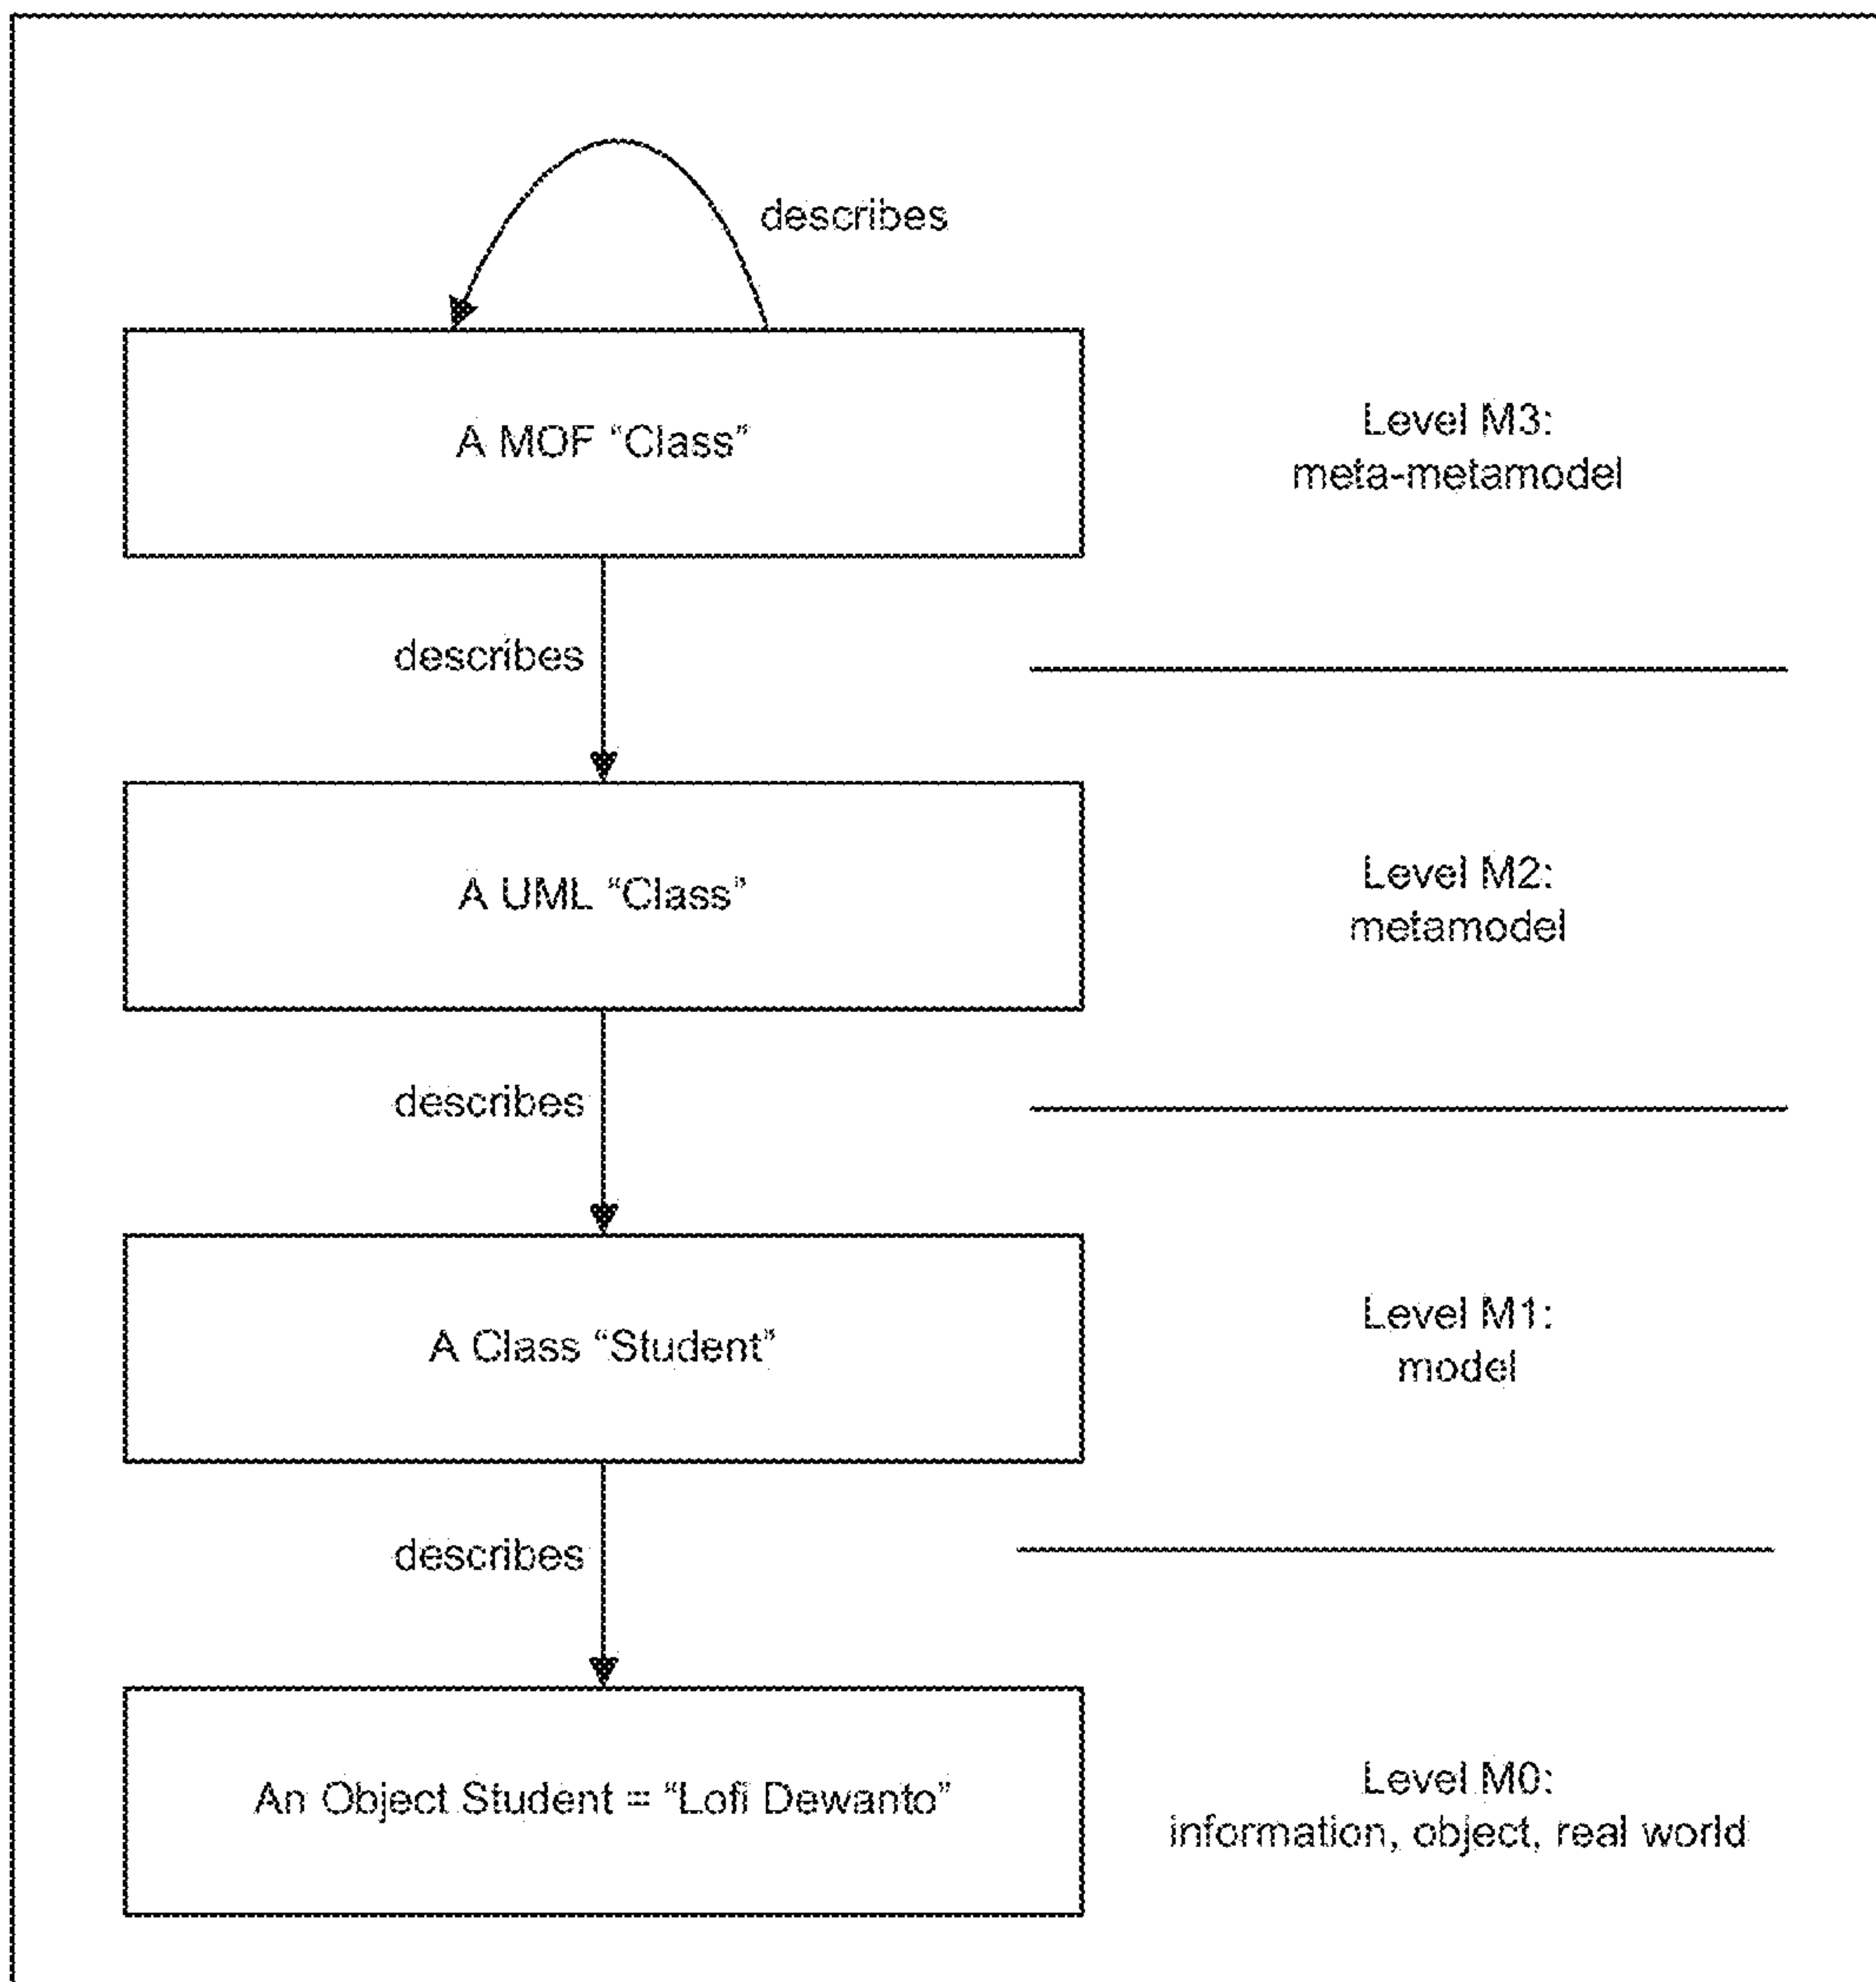 describes
A MOF “Class”
Level M3:
meta-metamodel
describes
A UML “Class”
Level M2:
metamodel
describes
A Class “Student”
Level M1:
model
describes
An Object Student = “Lofi Dewanto”
Level M0:
information, object, real world